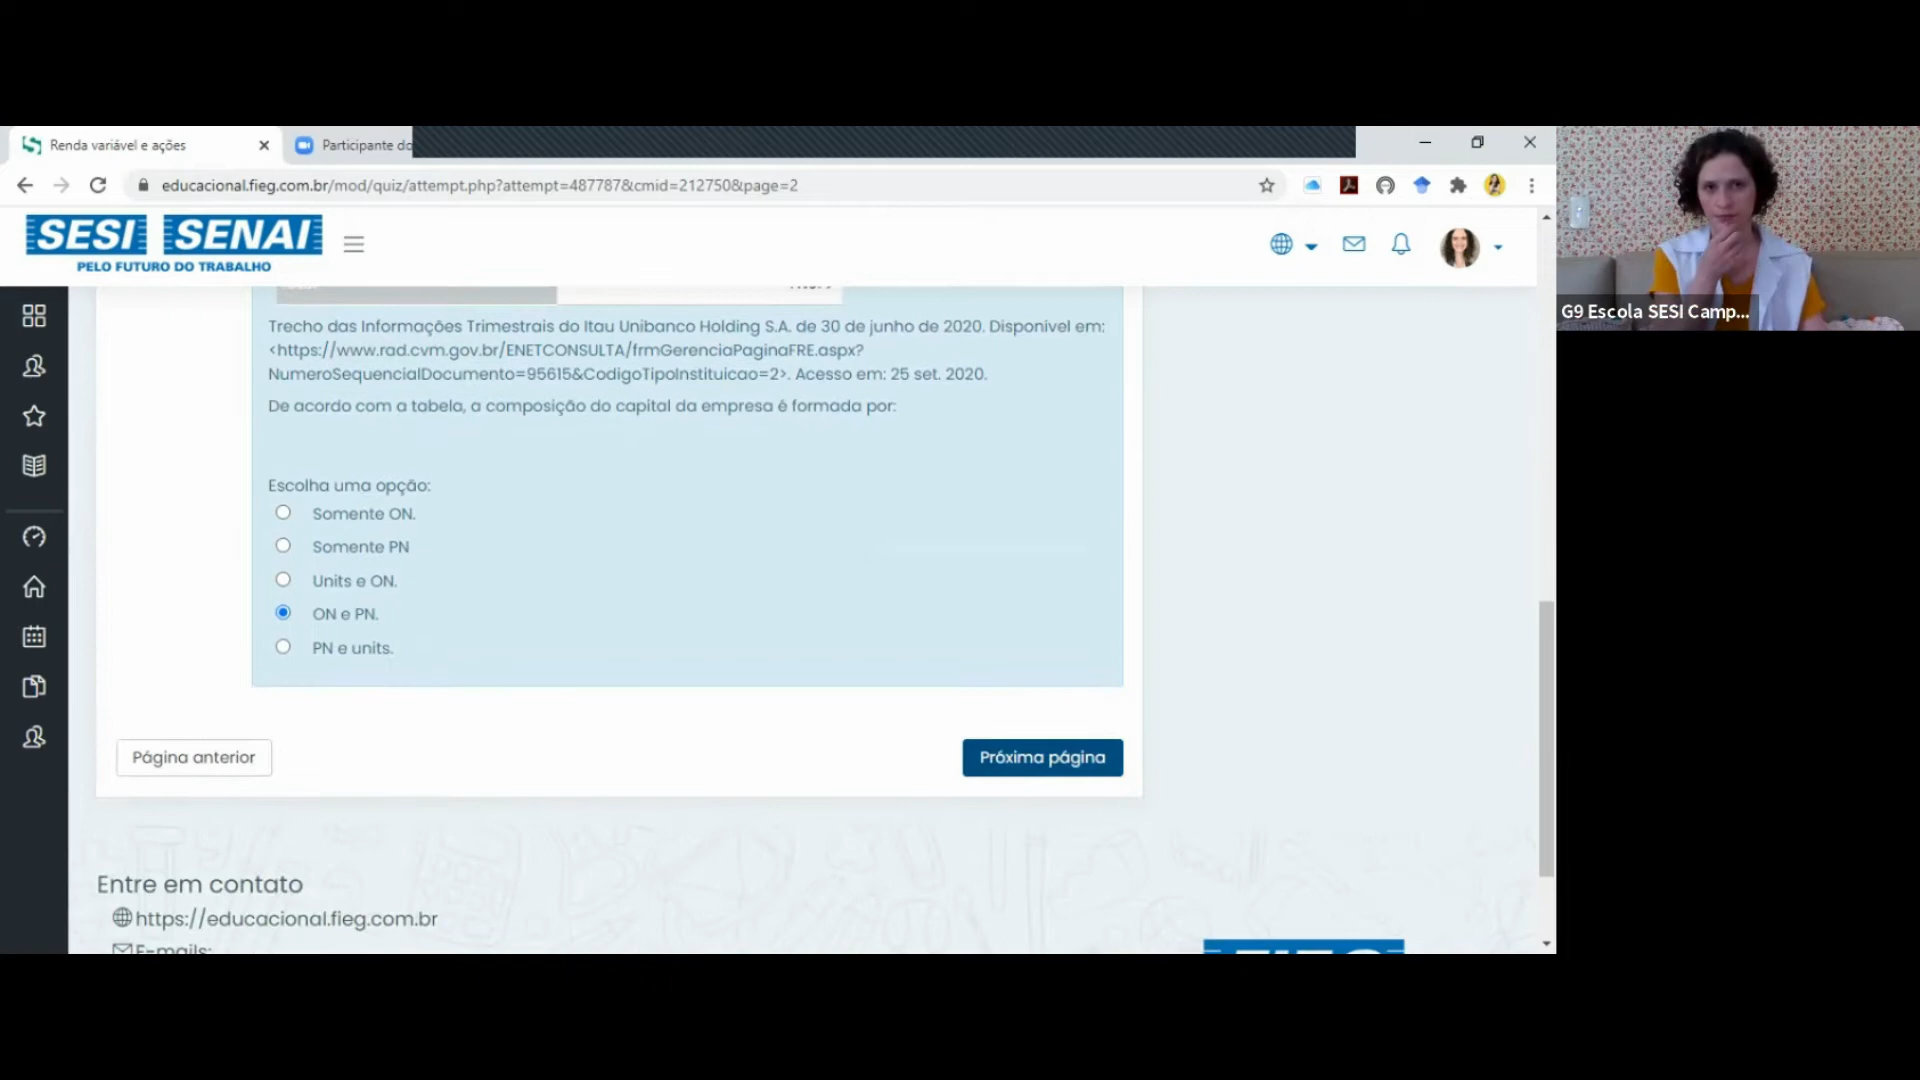 Renda variável e ações
Participante do
educacional.fieg.com.br/mod/quiz/attempt.php?attempt=487787&cmid=212750&page=2
SESI SENAI
PELO FUTURO DO TRABALHO
G9 Escola SESI Camp...
Trecho das Informações Trimestrais do Itau Unibanco Holding S.A. de 30 de junho de 2020. Disponível em:
<https://www.rad.cvm.gov.br/ENETCONSULTA/frmGerenciaPaginaFRE.aspx?
NumeroSequencialDocumento=95615&CodigoTipoInstituicao=2>. Acesso em: 25 set. 2020.
De acordo com a tabela, a composição do capital da empresa é formada por:
Escolha uma opção:
Somente ON.
Somente PN
Units e ON.
ON e PN.
PN e units.
Página anterior
Próxima página
Entre em contato
https://educacional.fieg.com.br
E-mails: